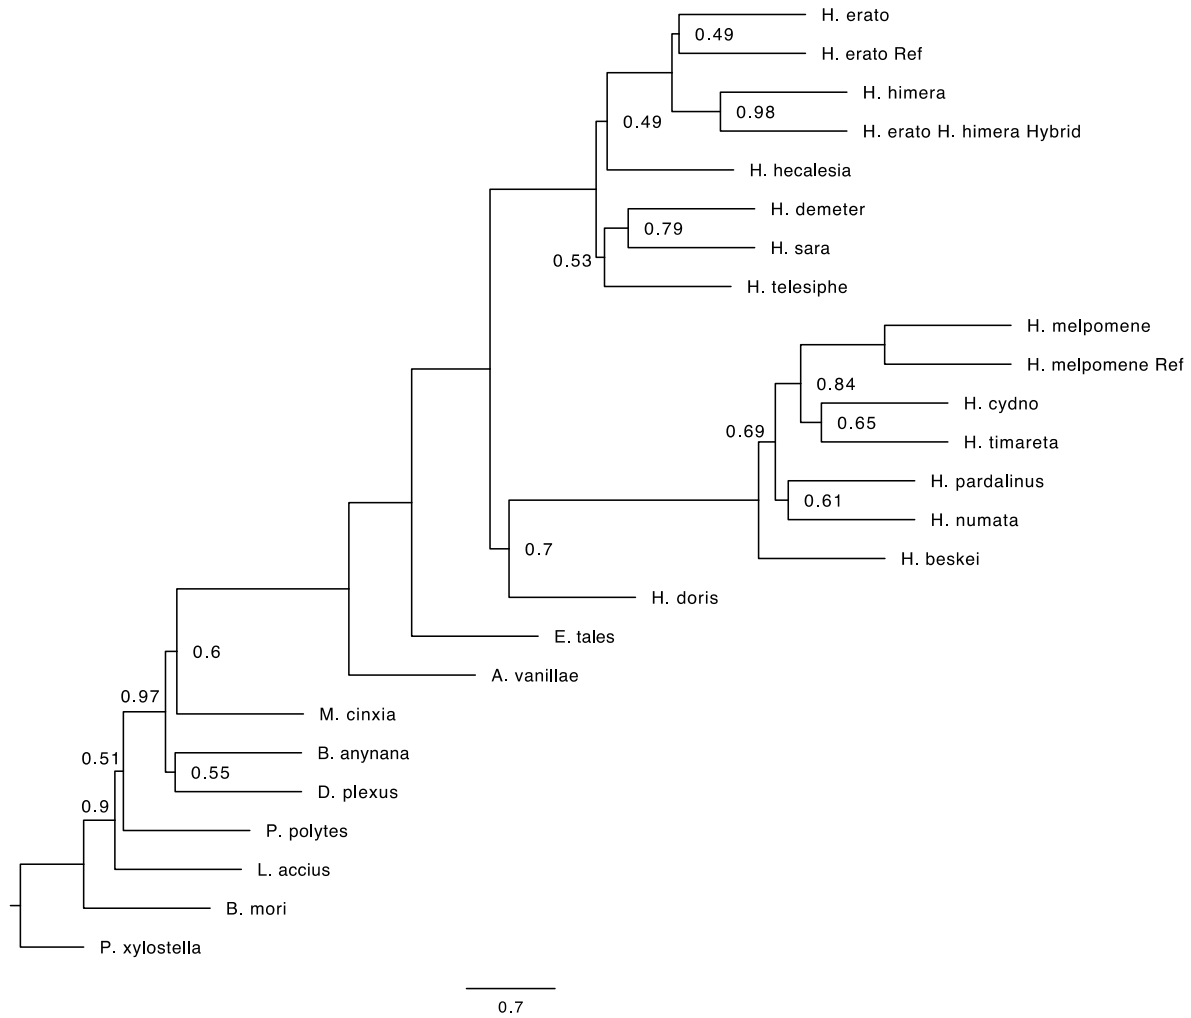 H. erato
0.49
H. erato Ref
H. himera
0.98
0.49
H. erato H. himera Hybrid
H. hecalesia
H. demeter
0.79
H. sara
0.53
H. telesiphe
H. melpomene
H. melpomene Ref
0.84
H. cydno
0.65
0.69
H. timareta
H. pardalinus
0.61
H. numata
0.7
H. beskei
H. doris
E. tales
0.6
A. vanillae
0.97
M. cinxia
B. anynana
0.51
0.55
D. plexus
0.9
P. polytes
L. accius
B. mori
P. xylostella
0.7